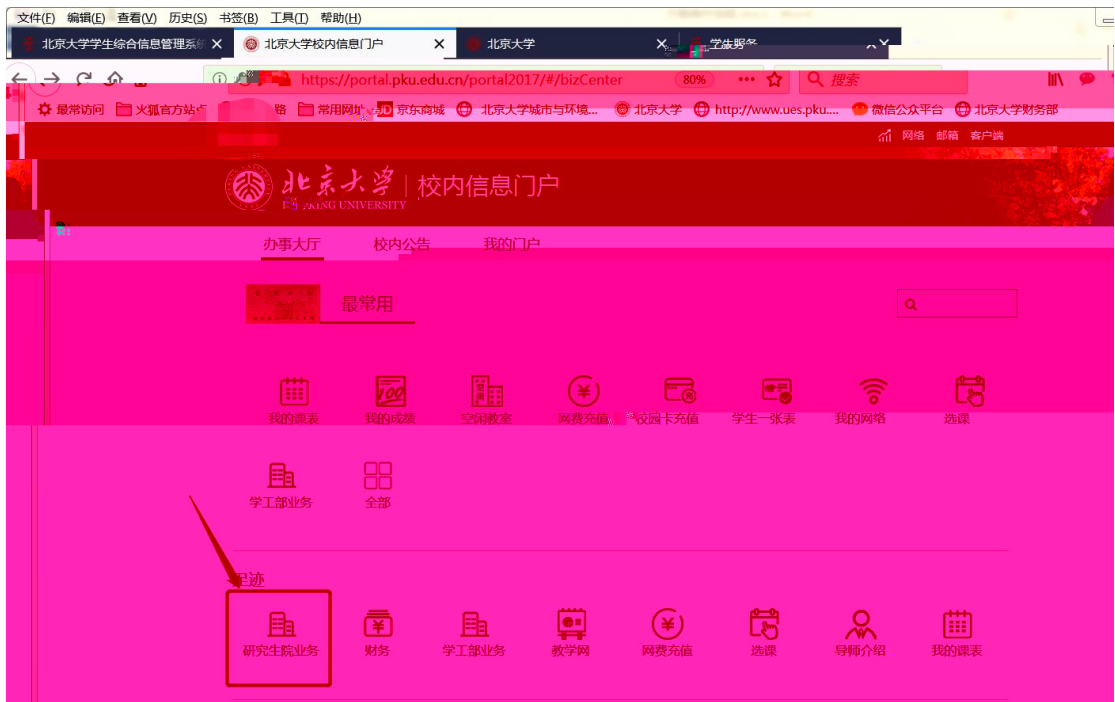 文件(F) 编辑(E) 查看(V) 历史(S) 书签(B) 工具(T) 帮助(H)
北京大学学生综合信息管理系统 北京大学校内信息门户 北京大学
https://portal.pku.edu.cn/portal2017/#/bizCenter 80% 搜索
最常访问 火狐官方站点 常用网址 JD 京东商城 北京大学城市与环境... 北京大学 http://www.ues.pku.... 微信公众平台 北京大学财务部
网络 邮箱 客户端
北京大学 校内信息门户
PEKING UNIVERSITY
办事大厅 校内公告 我的门户
最常用
我的课表 我的成绩 空闲教室 网费充值 校园卡充值 学生一张表 我的网络 选课
学工部业务 全部
足迹
研究生院业务 财务 学工部业务 教学网 网费充值 选课 导师介绍 我的课表